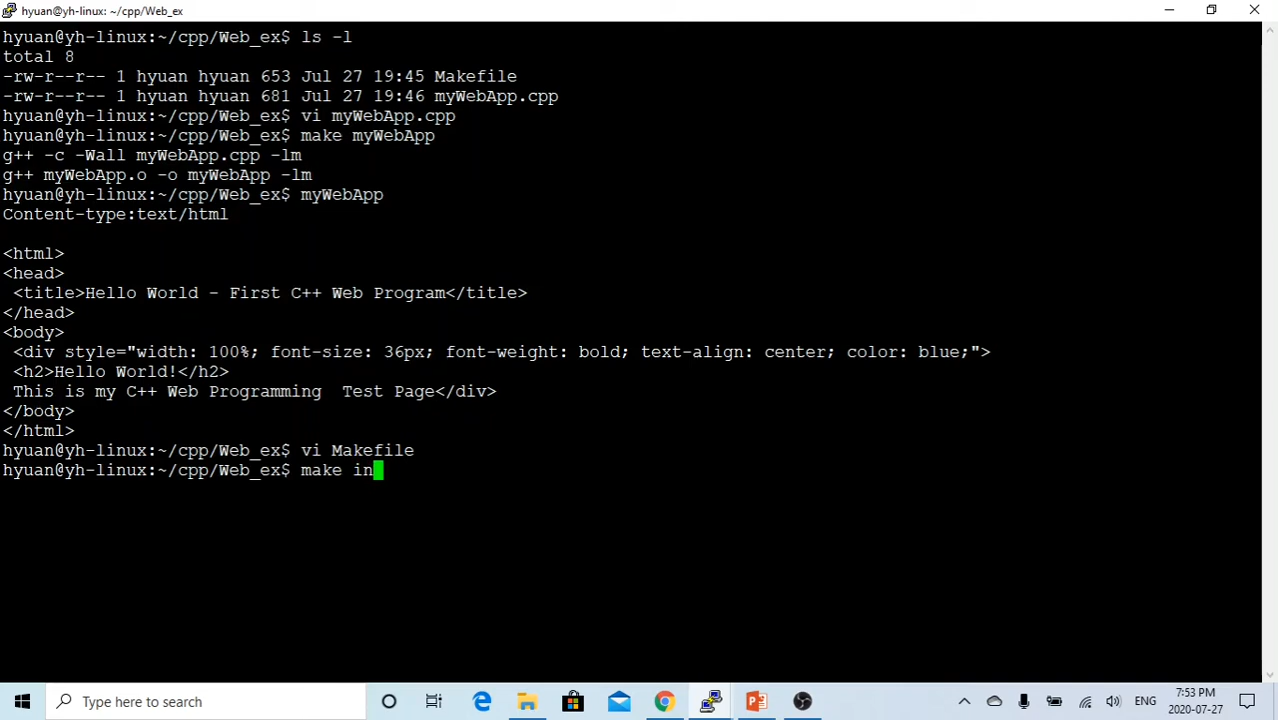 hyuan@yh-linux: ~/cpp/Web_ex
hyuan@yh-linux:~/cpp/Web_ex$ ls -l
total 8
-rw-r--r-- 1 hyuan hyuan 653 Jul 27 19:45 Makefile
-rw-r--r-- 1 hyuan hyuan 681 Jul 27 19:46 myWebApp.cpp
hyuan@yh-linux:~/cpp/Web_ex$ vi myWebApp.cpp
hyuan@yh-linux:~/cpp/Web_ex$ make myWebApp
g++ -c -Wall myWebApp.cpp -lm
g++ myWebApp.o -o myWebApp -lm
hyuan@yh-linux:~/cpp/Web_ex$ myWebApp
Content-type:text/html
<html>
<head>
 <title>Hello World - First C++ Web Program</title>
</head>
<body>
 <div style="width: 100%; font-size: 36px; font-weight: bold; text-align: center; color: blue;">
 <h2>Hello World!</h2>
 This is my C++ Web Programming  Test Page</div>
</body>
</html>
hyuan@yh-linux:~/cpp/Web_ex$ vi Makefile
hyuan@yh-linux:~/cpp/Web_ex$ make in
Type here to search
ENG
7:53 PM
2020-07-27